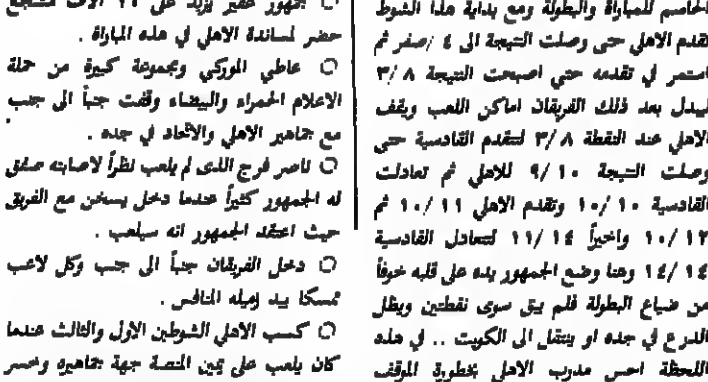 الحاسم للمباراة والبطولة ومع بداية هذا الشوط
تقدم الاهلي حتى وصلت النتيجة الى ٤ /صفر ثم
استمر في تقدمه حتي اصبحت النتيجة ٨ /٣
ليبدل بعد ذلك الفريقان اماكن اللعب ويقف
الاهلي عند النقطة ٨ /٣ لتتقدم القادسية حتى
وصلت النتيجة ١٠ /٩ للاهلي ثم تعادلت
القادسية ١٠ /١٠ وتقدم الاهلي ١١ /١٠ ثم
١٢ /١٠ واخيراً ١٤ /١١ لتتعادل القادسية
١٤ /١٤ وهنا وضع الجمهور يده على قلبه خوفاً
من ضياع البطولة فلم يبق سوى نقطتين ويظل
الدرع في جده او ينتقل الى الكويت .. في هذه
اللحظة احس مدرب الاهلي بخطورة الموقف
جمهور غفير يزيد على ١١ الاف مشجع
حضر لمساندة الاهلي في هذه المباراة .
○ عاطي الموركي ومجموعة كبيرة من حملة
الاعلام الحمراء والبيضاء وقفت جنباً الى جنب
مع جماهير الاهلي والاتحاد في جده .
○ ناصر فرج الذي لم يلعب نظراً لاصابته صفق
له الجمهور كثيراً عندما دخل يسخن مع الفريق
حيث اعتقد الجمهور انه سيلعب .
○ دخل الفريقان جنباً الى جنب وكل لاعب
ممسكا بيد زميله المنافس .
○ كسب الاهلي الشوطين الأول والثالث عندما
كان يلعب على يمين المنصة جهة جماهيره وخسر